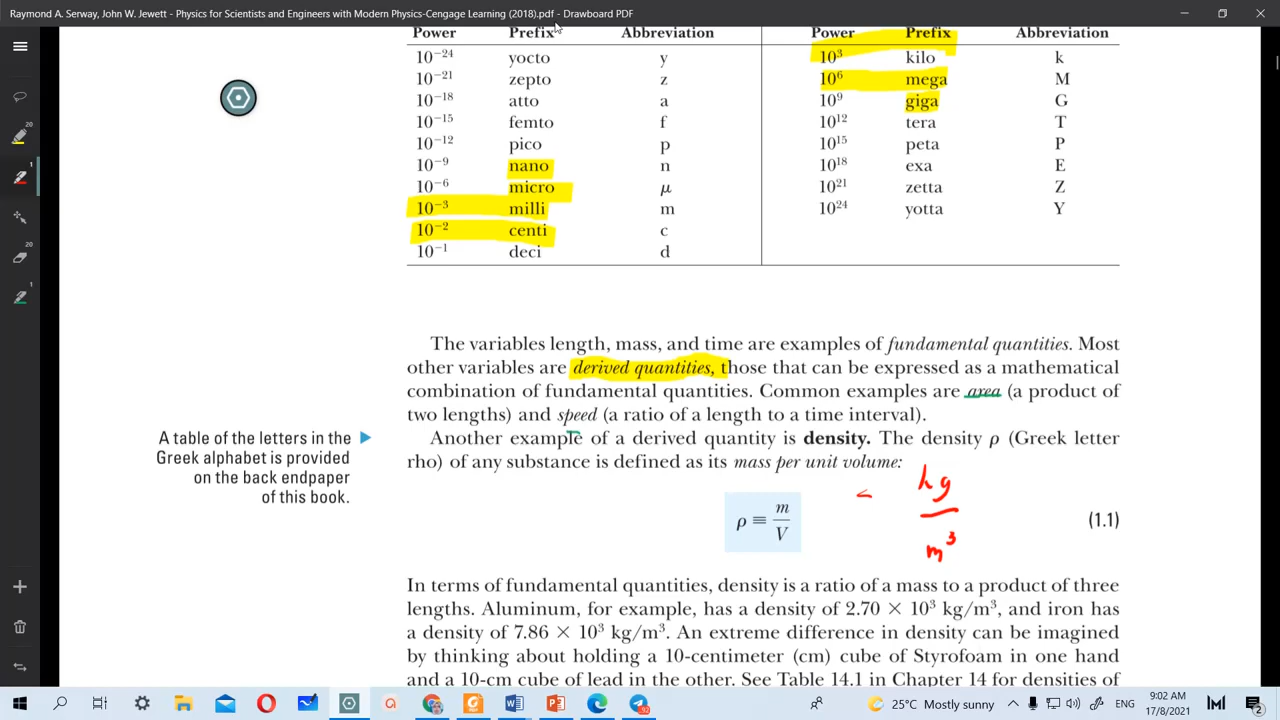 Raymond A. Serway, John W. Jewett - Physics for Scientists and Engineers with Modern Physics-Cengage Learning (2018).pdf - Drawboard PDF
Power Prefix Abbreviation Power Prefix Abbreviation
10⁻²⁴ yocto y 10³ kilo k
10⁻²¹ zepto z 10⁶ mega M
10⁻¹⁸ atto a 10⁹ giga G
10⁻¹⁵ femto f 10¹² tera T
10⁻¹² pico p 10¹⁵ peta P
10⁻⁹ nano n 10¹⁸ exa E
10⁻⁶ micro μ 10²¹ zetta Z
10⁻³ milli m 10²⁴ yotta Y
10⁻² centi c
10⁻¹ deci d
The variables length, mass, and time are examples of fundamental quantities. Most
other variables are derived quantities, those that can be expressed as a mathematical
combination of fundamental quantities. Common examples are area (a product of
two lengths) and speed (a ratio of a length to a time interval).
Another example of a derived quantity is density. The density ρ (Greek letter
rho) of any substance is defined as its mass per unit volume:
A table of the letters in the
Greek alphabet is provided
on the back endpaper
of this book.
ρ ≡ m/V (1.1)
kg
m³
In terms of fundamental quantities, density is a ratio of a mass to a product of three
lengths. Aluminum, for example, has a density of 2.70 × 10³ kg/m³, and iron has
a density of 7.86 × 10³ kg/m³. An extreme difference in density can be imagined
by thinking about holding a 10-centimeter (cm) cube of Styrofoam in one hand
and a 10-cm cube of lead in the other. See Table 14.1 in Chapter 14 for densities of
20
1
20
1
25°C Mostly sunny
ENG
9:02 AM
17/8/2021
2